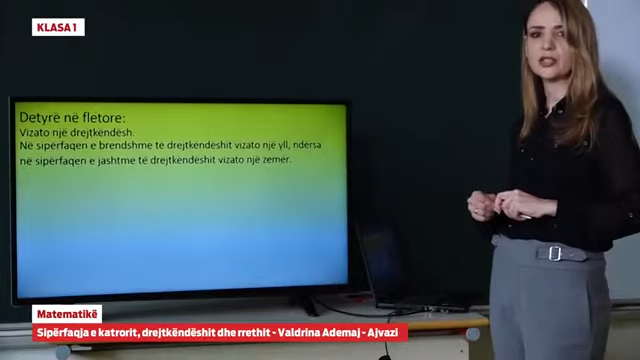 KLASA 1
Detyrë në fletore:
Vizato një drejtkëndësh.
Në sipërfaqen e brendshme të drejtkëndëshit vizato një yll, ndërsa
në sipërfaqen e jashtme të drejtkëndëshit vizato një zemër.
Matematikë
Sipërfaqja e katrorit, drejtkëndëshit dhe rrethit - Valdrina Ademaj - Ajvazi